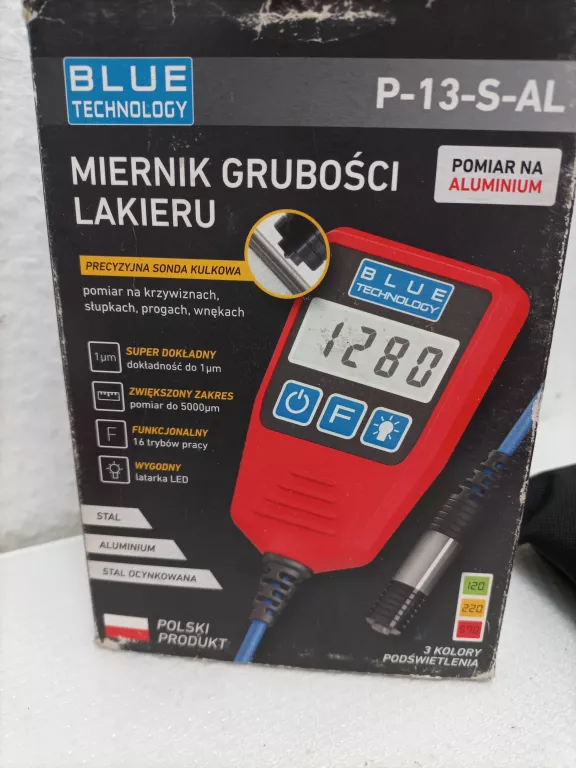 BLUE
TECHNOLOGY
P-13-S-AL
MIERNIK GRUBOŚCI
LAKIERU
POMIAR NA
ALUMINIUM
PRECYZYJNA SONDA KULKOWA
pomiar na krzywiznach,
słupkach, progach, wnękach
BLUE
TECHNOLOGY
1280
F
1µm
SUPER DOKŁADNY
dokładność do 1µm
ZWIĘKSZONY ZAKRES
pomiar do 5000µm
F
FUNKCJONALNY
16 trybów pracy
WYGODNY
latarka LED
STAL
ALUMINIUM
STAL OCYNKOWANA
POLSKI
PRODUKT
120
220
3 KOLORY
PODŚWIETLENIA